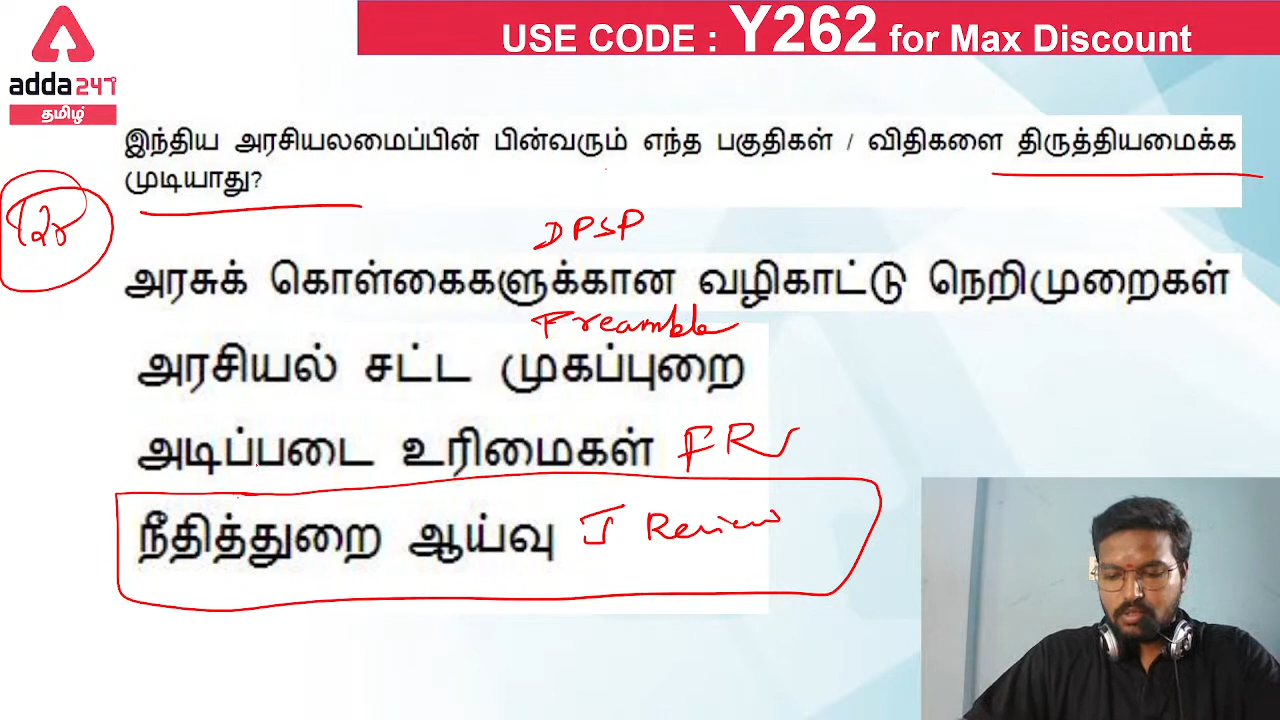 USE CODE : Y262 for Max Discount
adda247
தமிழ்
இந்திய அரசியலமைப்பின் பின்வரும் எந்த பகுதிகள் / விதிகளை திருத்தியமைக்க
முடியாது?
DPSP
அரசுக் கொள்கைகளுக்கான வழிகாட்டு நெறிமுறைகள்
Preamble
அரசியல் சட்ட முகப்புறை
அடிப்படை உரிமைகள் FR
நீதித்துறை ஆய்வு J Review